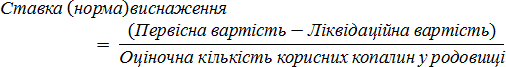 Ставка (норма)виснаження
= (Первісна вартість − Ліквідаційна вартість)
Оціночна кількість корисних копалин у родовищі